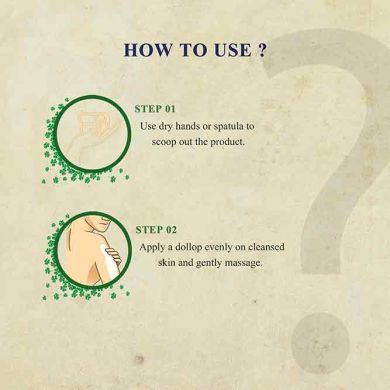 HOW TO USE ?
STEP 01
Use dry hands or spatula to
scoop out the product.
STEP 02
Apply a dollop evenly on cleansed
skin and gently massage.
?